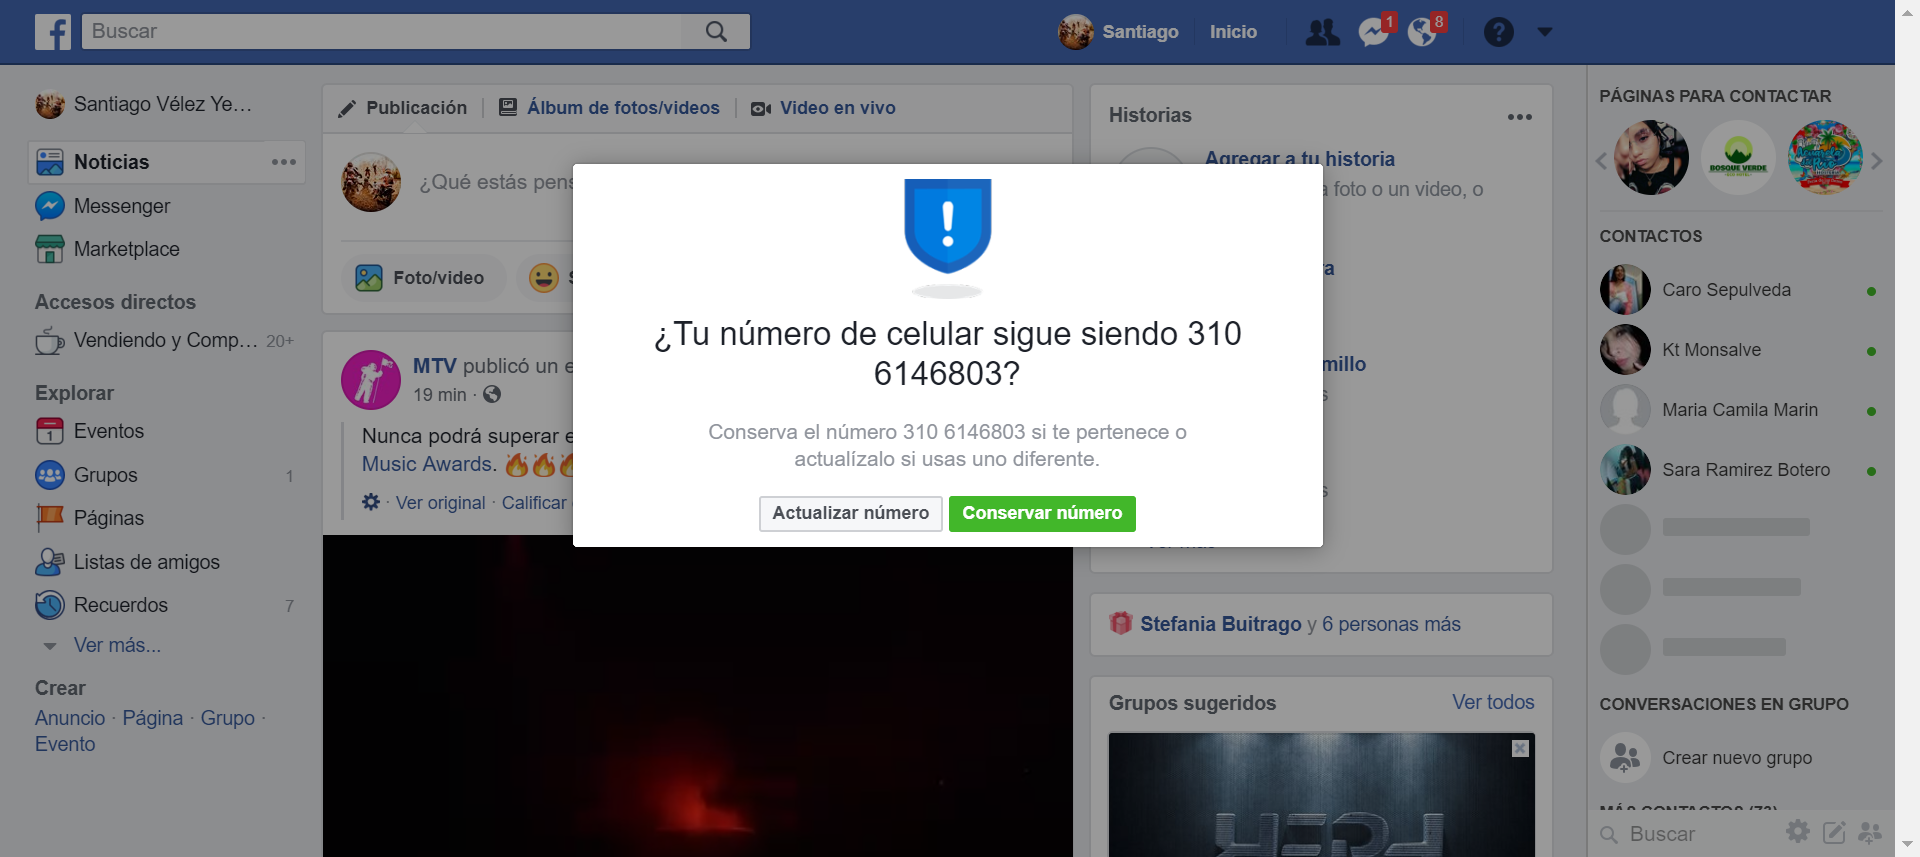 Buscar
Santiago
Inicio
1
8
Santiago Vélez Ye...
Noticias
Messenger
Marketplace
Accesos directos
Vendiendo y Comp... 20+
Explorar
Eventos
Grupos 1
Páginas
Listas de amigos
Recuerdos 7
Ver más...
Crear
Anuncio · Página · Grupo ·
Evento
Publicación
Álbum de fotos/videos
Video en vivo
¿Qué estás pens
Foto/video
MTV publicó un e
19 min ·
Nunca podrá superar e
Music Awards.
· Ver original · Calificar
¿Tu número de celular sigue siendo 310
6146803?
Conserva el número 310 6146803 si te pertenece o
actualízalo si usas uno diferente.
Actualizar número
Conservar número
Historias
Agregar a tu historia
a foto o un video, o
ra
millo
s
s
Stefania Buitrago y 6 personas más
Grupos sugeridos
Ver todos
PÁGINAS PARA CONTACTAR
BOSQUE VERDE
CONTACTOS
Caro Sepulveda
Kt Monsalve
Maria Camila Marin
Sara Ramirez Botero
CONVERSACIONES EN GRUPO
Crear nuevo grupo
MÁS CONTACTOS (73)
Buscar